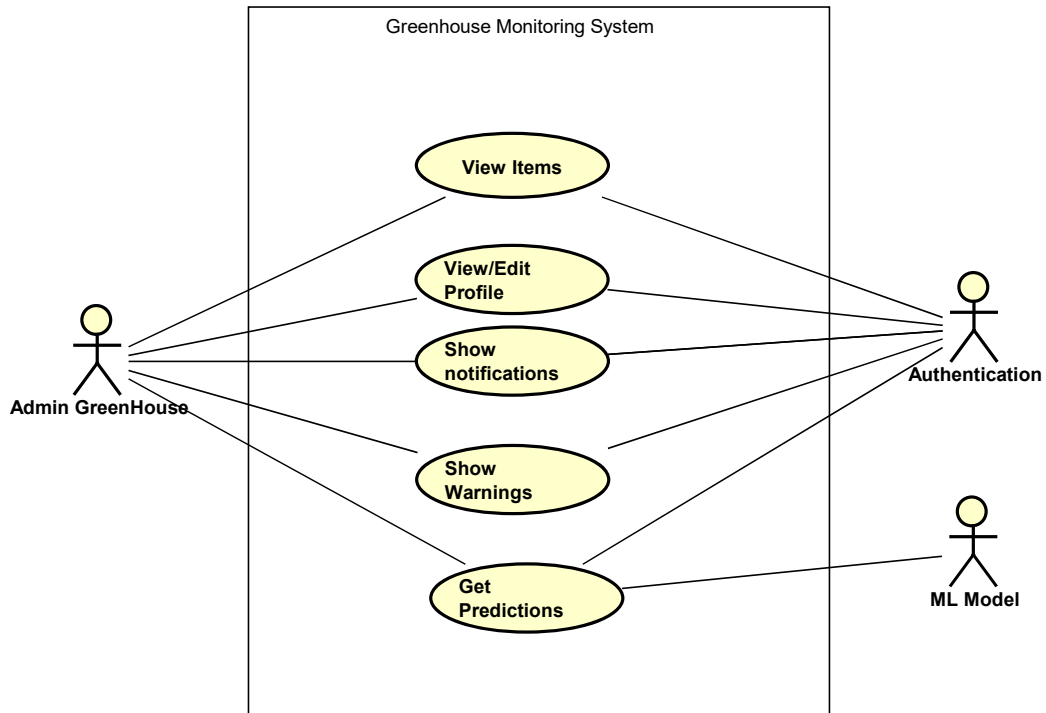 Greenhouse Monitoring System
View Items
View/Edit
Profile
Show
notifications
Admin GreenHouse
Authentication
Show
Warnings
Get
Predictions
ML Model